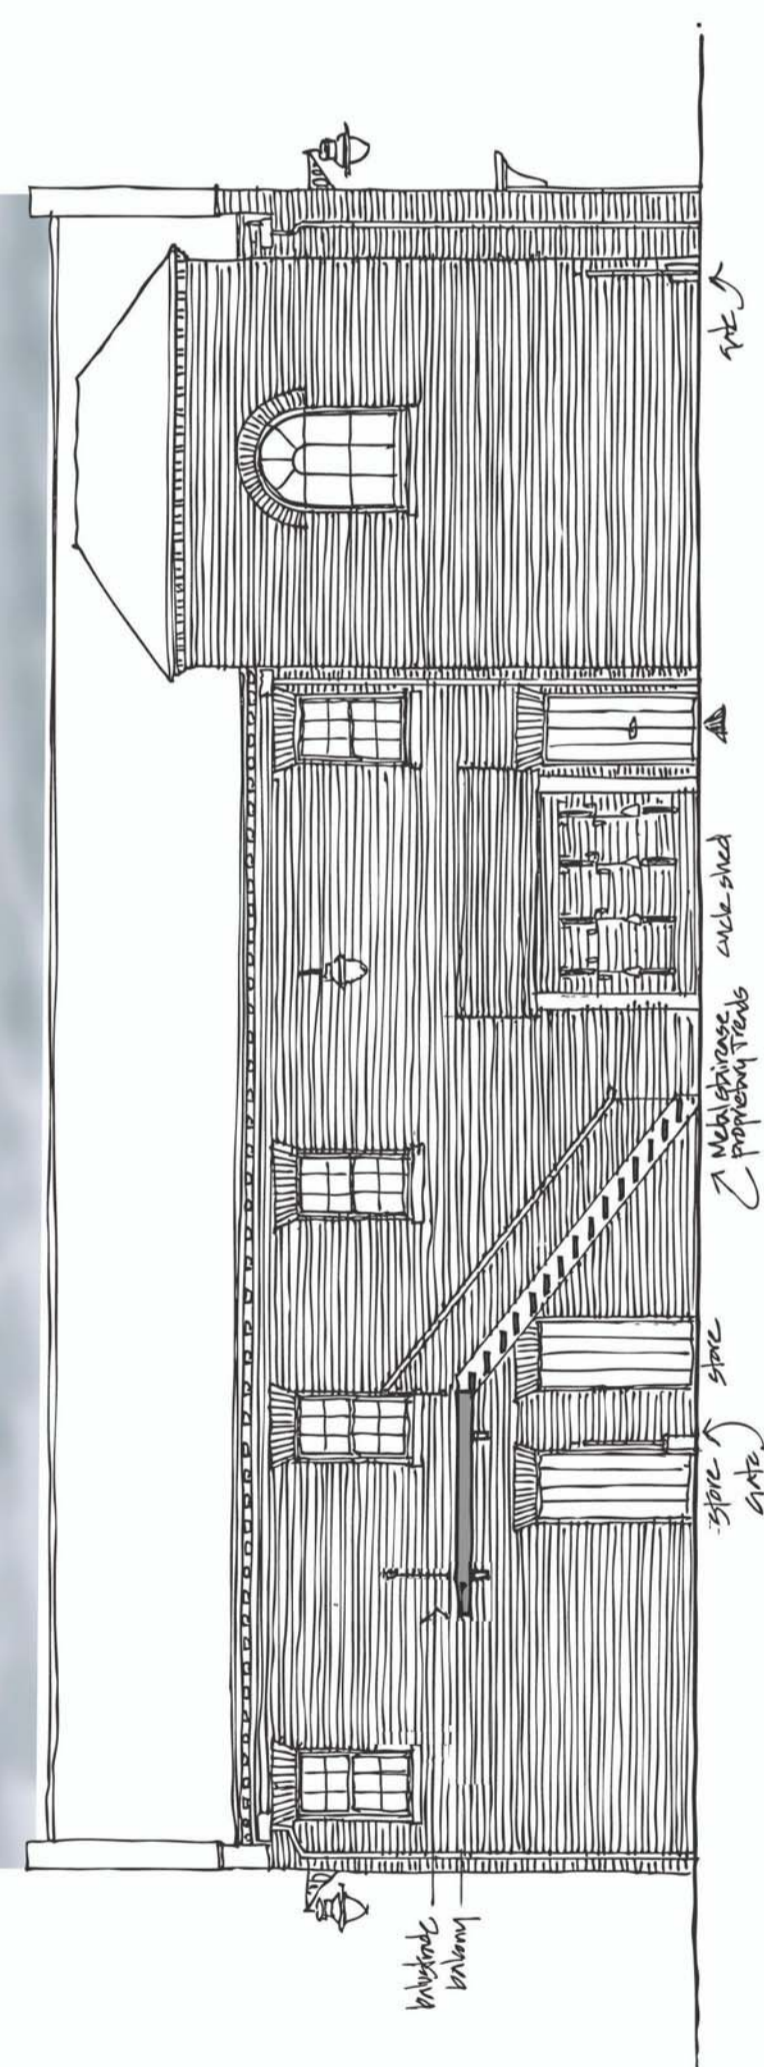 balustrade
balcony
store
gate
store
Metal staircase
proprietary Treads
cycle shed
gate